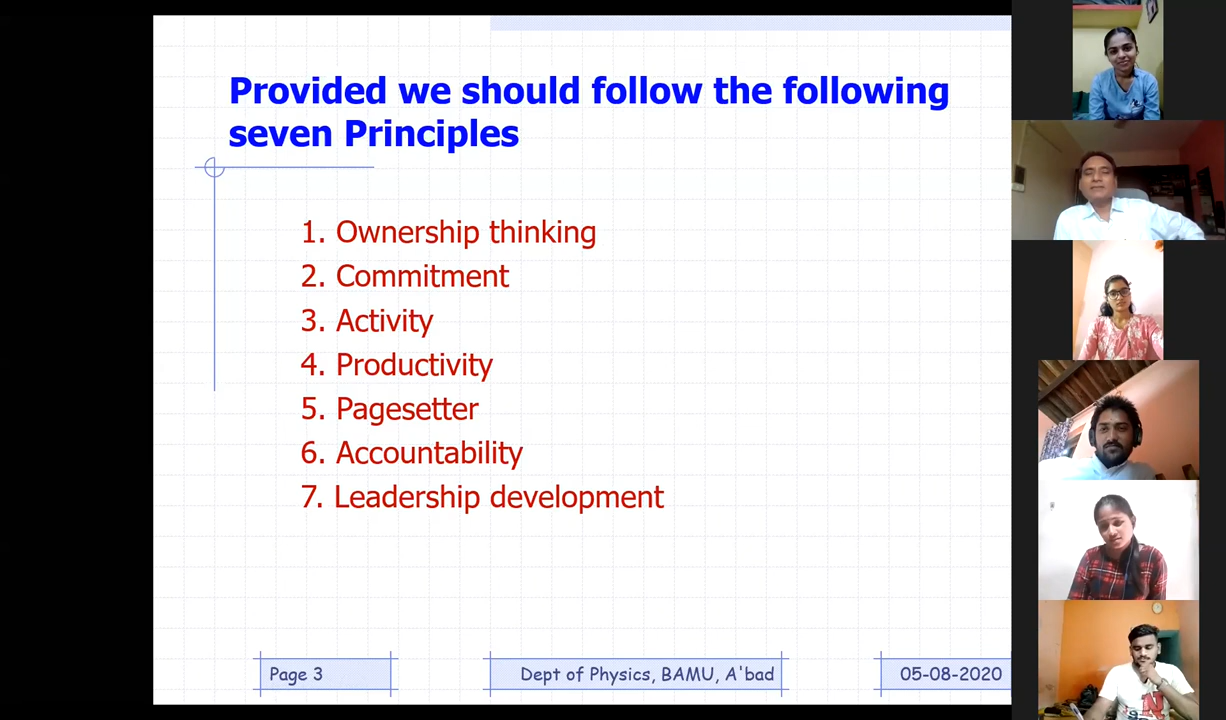 Provided we should follow the following
seven Principles
1. Ownership thinking
2. Commitment
3. Activity
4. Productivity
5. Pagesetter
6. Accountability
7. Leadership development
Page 3
Dept of Physics, BAMU, A'bad
05-08-2020